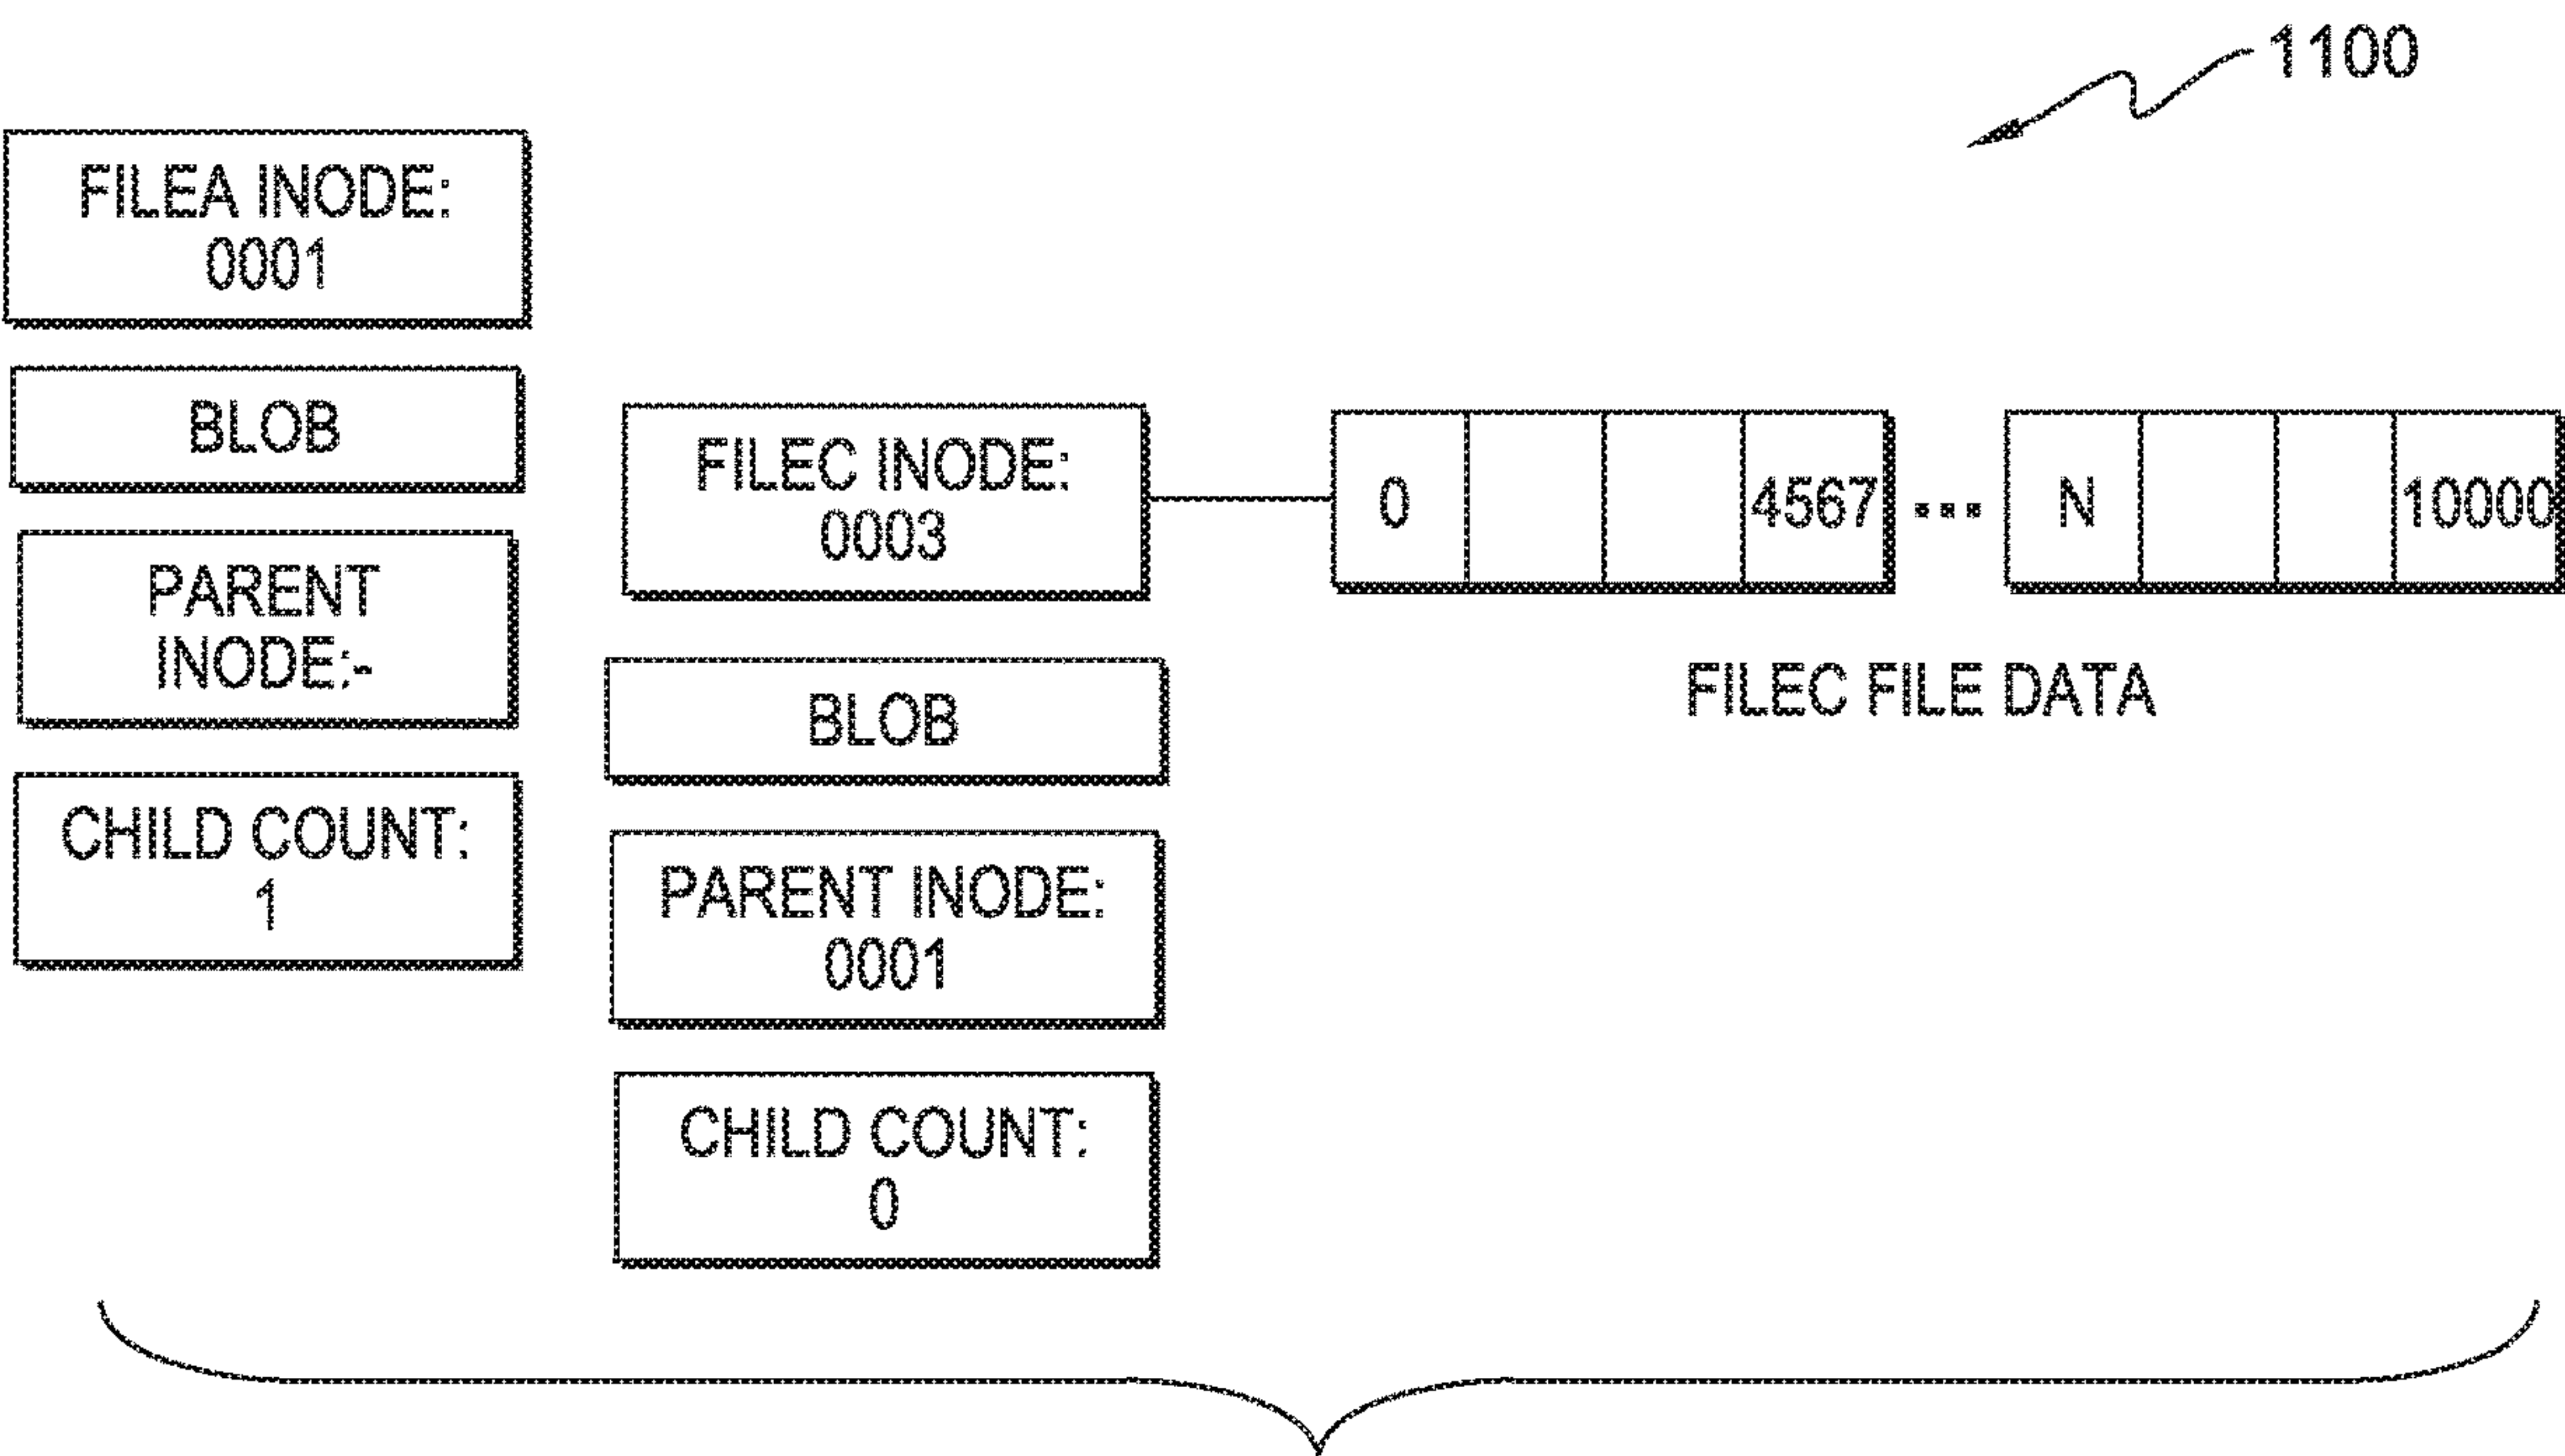 1100
FILEA INODE:
0001
BLOB
PARENT
INODE:-
CHILD COUNT:
1
FILEC INODE:
0003
BLOB
PARENT INODE:
0001
CHILD COUNT:
0
0 4567 ... N 10000
FILEC FILE DATA